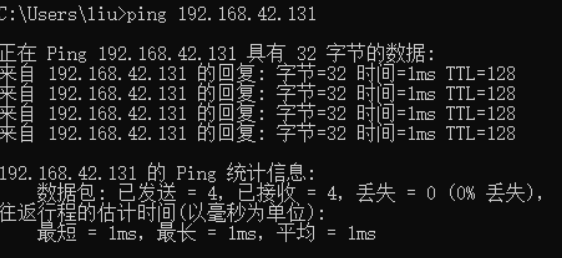 C:\Users\liu>ping 192.168.42.131
正在 Ping 192.168.42.131 具有 32 字节的数据:
来自 192.168.42.131 的回复: 字节=32 时间=1ms TTL=128
来自 192.168.42.131 的回复: 字节=32 时间=1ms TTL=128
来自 192.168.42.131 的回复: 字节=32 时间=1ms TTL=128
来自 192.168.42.131 的回复: 字节=32 时间=1ms TTL=128
192.168.42.131 的 Ping 统计信息:
数据包: 已发送 = 4, 已接收 = 4, 丢失 = 0 (0% 丢失),
往返行程的估计时间(以毫秒为单位):
最短 = 1ms, 最长 = 1ms, 平均 = 1ms